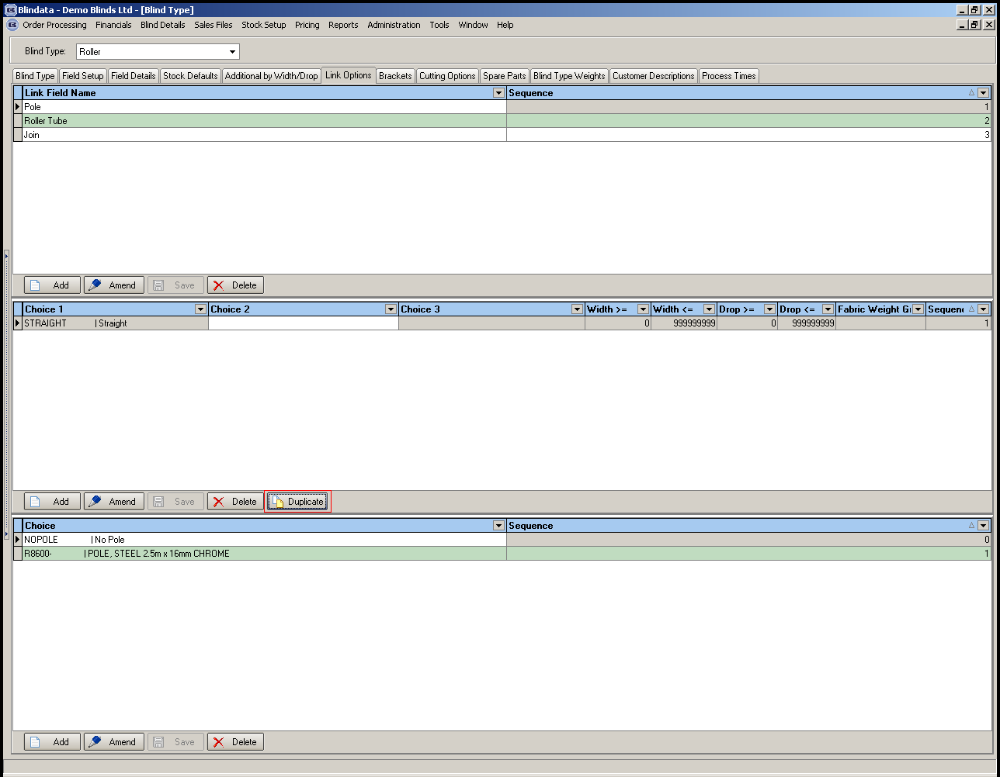 Blindata - Demo Blinds Ltd - [Blind Type]
Order Processing Financials Blind Details Sales Files Stock Setup Pricing Reports Administration Tools Window Help
Blind Type: Roller
Blind Type Field Setup Field Details Stock Defaults Additional by Width/Drop Link Options Brackets Cutting Options Spare Parts Blind Type Weights Customer Descriptions Process Times
Link Field Name Sequence
Pole 1
Roller Tube 2
Join 3
Add Amend Save Delete
Choice 1 Choice 2 Choice 3 Width >= Width <= Drop >= Drop <= Fabric Weight Gr Sequenc
STRAIGHT | Straight 0 999999999 0 999999999 1
Add Amend Save Delete Duplicate
Choice Sequence
NOPOLE | No Pole 0
R8600- | POLE, STEEL 2.5m x 16mm CHROME 1
Add Amend Save Delete